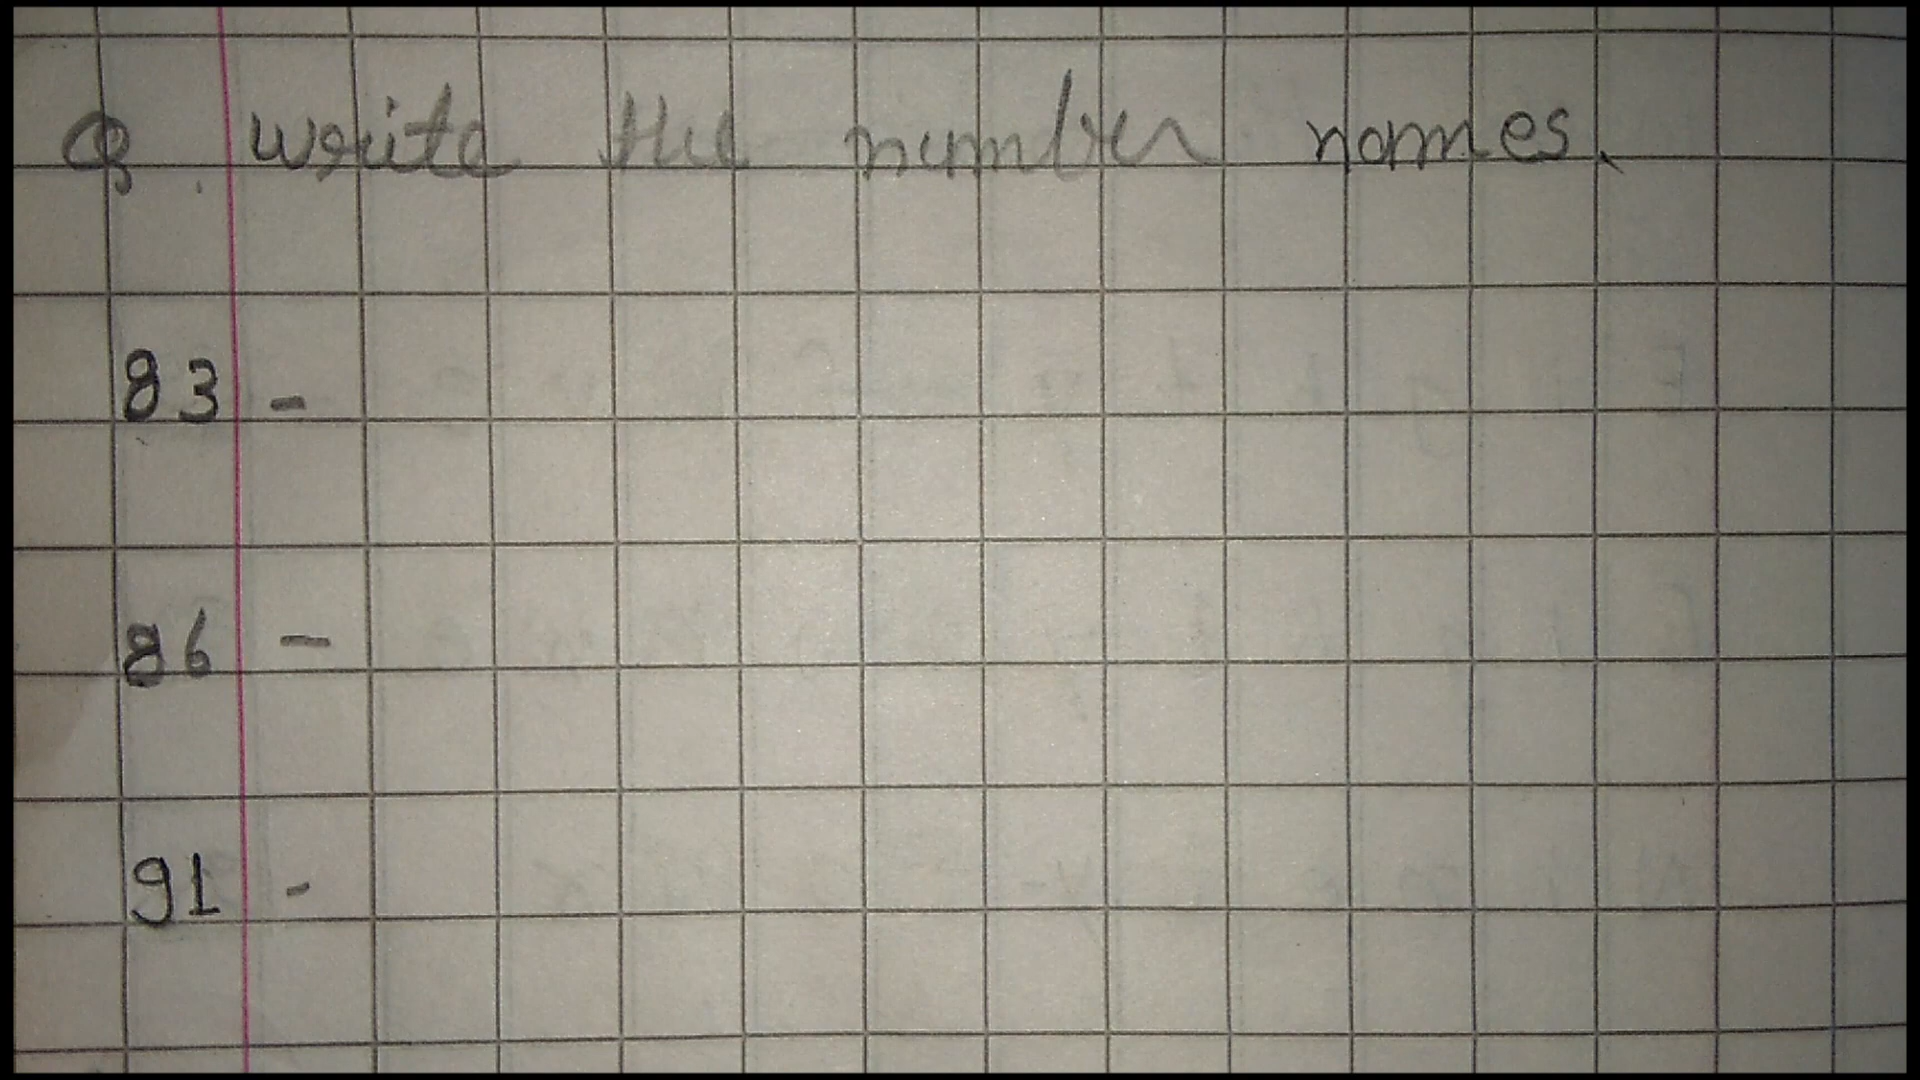 Q. write the number names.
83 -
86 -
91 -